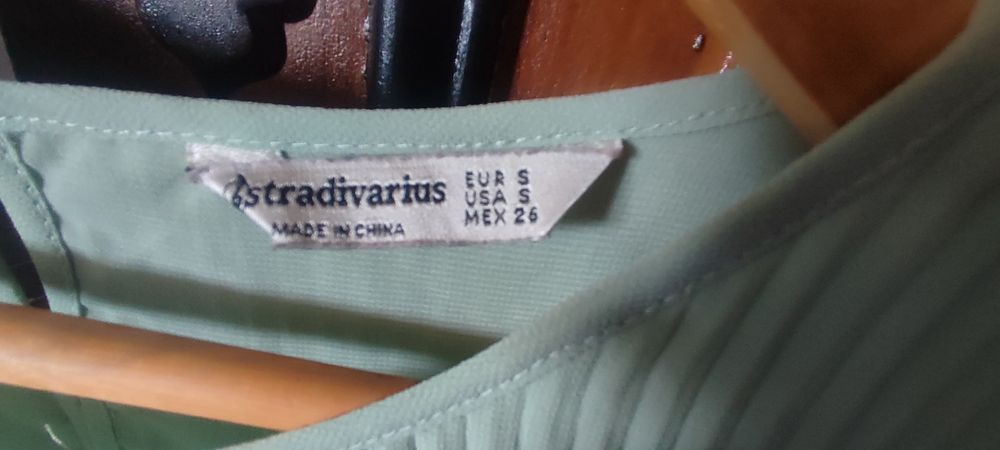 stradivarius
MADE IN CHINA
EUR S
USA S
MEX 26